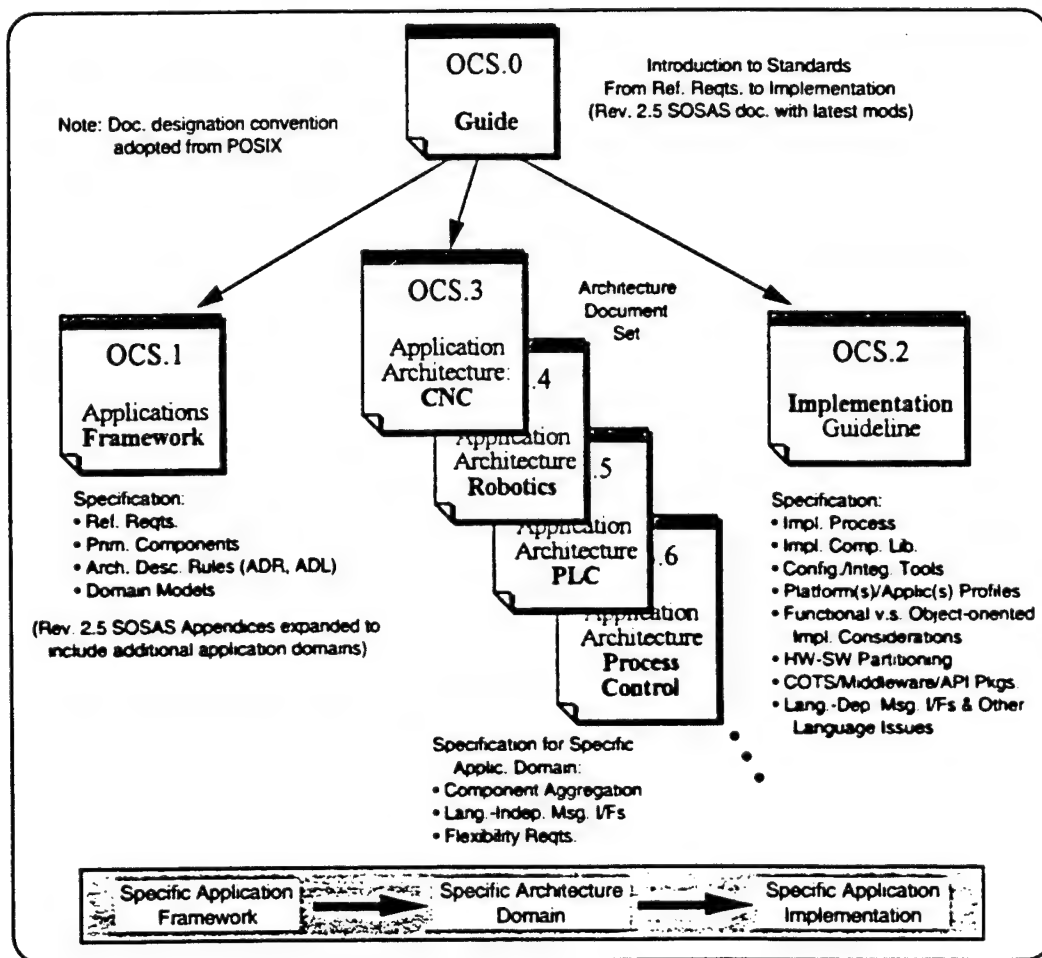 OCS.0
Guide
Introduction to Standards
From Ref. Reqts. to Implementation
(Rev. 2.5 SOSAS doc. with latest mods)
Note: Doc. designation convention
adopted from POSIX
OCS.1
Applications
Framework
Specification:
• Ref. Reqts.
• Prim. Components
• Arch. Desc. Rules (ADR, ADL)
• Domain Models
(Rev. 2.5 SOSAS Appendices expanded to
include additional application domains)
OCS.3
Application
Architecture:
CNC
Architecture
Document
Set
.4
Application
Architecture
Robotics
.5
Application
Architecture
PLC
.6
Application
Architecture
Process
Control
Specification for Specific
Applic. Domain:
• Component Aggregation
• Lang.-Indep. Msg. I/Fs
• Flexibility Reqts.
OCS.2
Implementation
Guideline
Specification:
• Impl. Process
• Impl. Comp. Lib.
• Config./Integ. Tools
• Platform(s)/Applic(s) Profiles
• Functional v.s. Object-oriented
Impl. Considerations
• HW-SW Partitioning
• COTS/Middleware/API Pkgs.
• Lang.-Dep. Msg. I/Fs & Other
Language Issues
Specific Application
Framework
Specific Architecture
Domain
Specific Application
Implementation